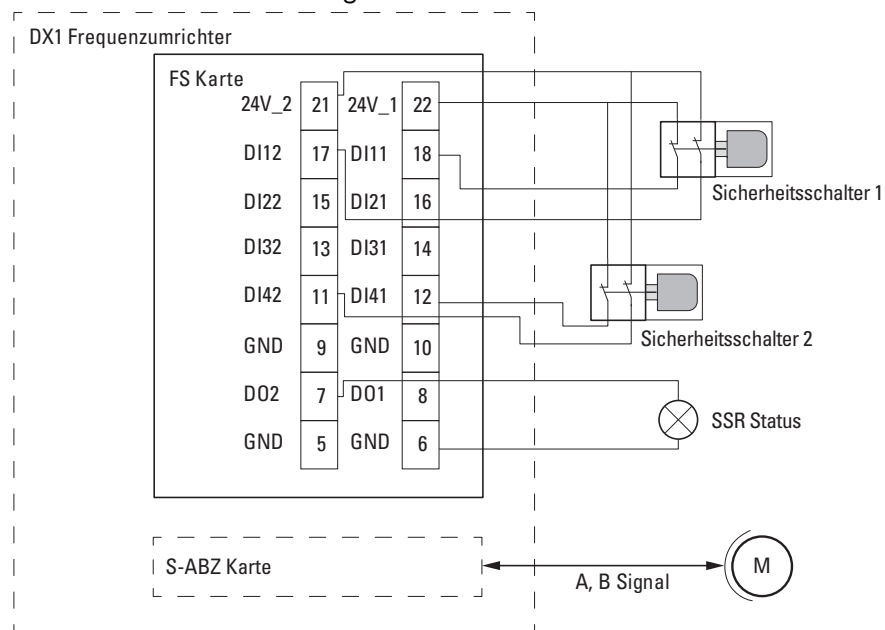 DX1 Frequenzumrichter
FS Karte
24V_2 21 24V_1 22
DI12 17 DI11 18
DI22 15 DI21 16
DI32 13 DI31 14
DI42 11 DI41 12
GND 9 GND 10
DO2 7 DO1 8
GND 5 GND 6
Sicherheitsschalter 1
Sicherheitsschalter 2
SSR Status
S-ABZ Karte
A, B Signal
M